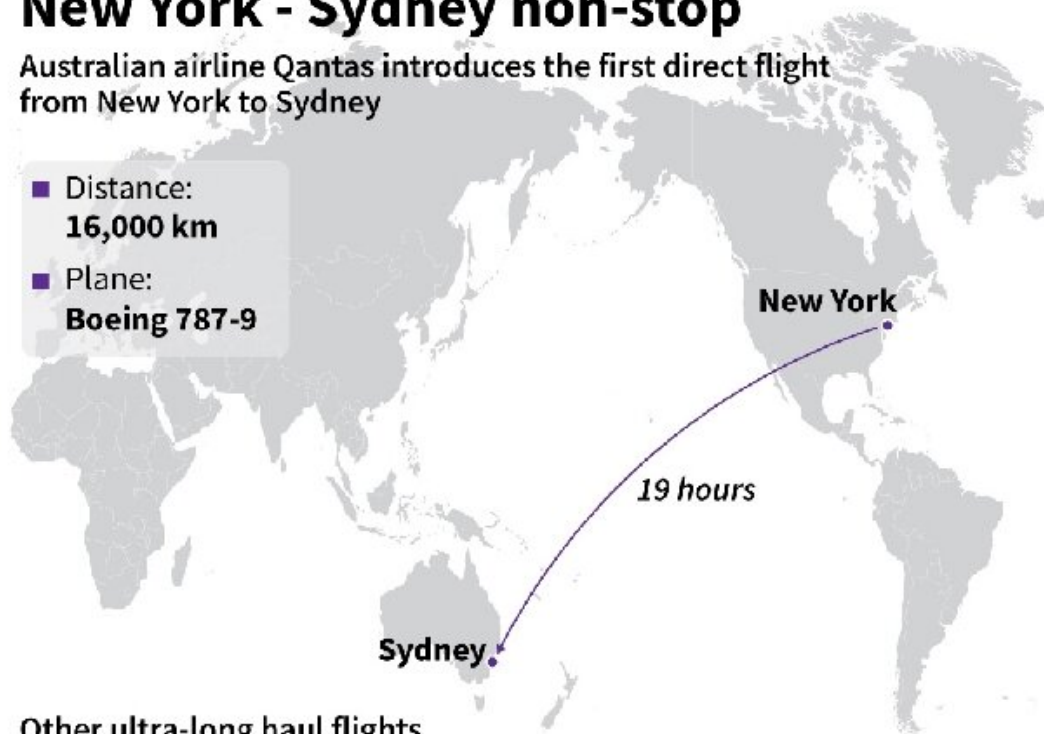 New York - Sydney non-stop
Australian airline Qantas introduces the first direct flight
from New York to Sydney
Distance:
16,000 km
Plane:
Boeing 787-9
New York
19 hours
Sydney
Other ultra-long haul flights